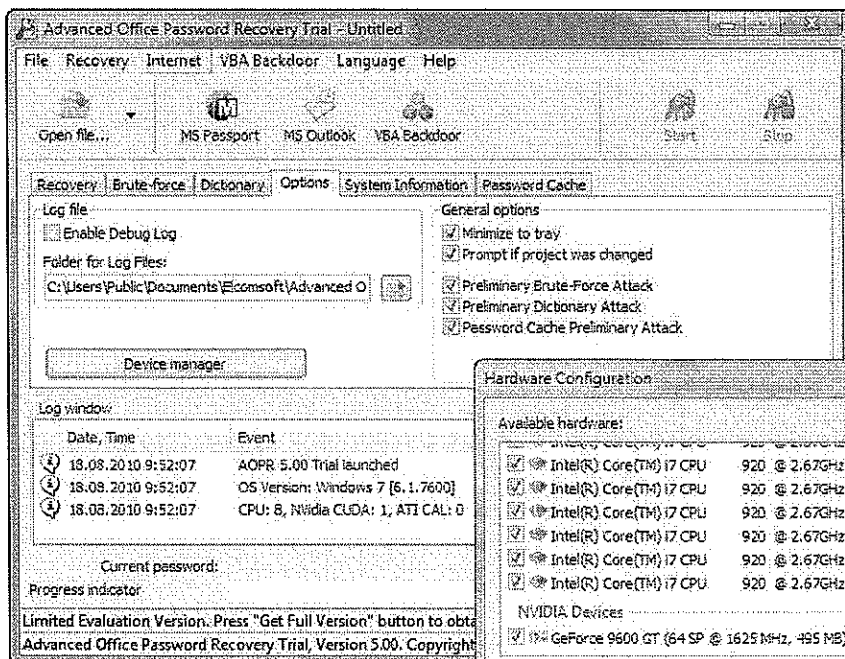 Advanced Office Password Recovery Trial - Untitled
File Recovery Internet VBA Backdoor Language Help
Open file... MS Passport MS Outlook VBA Backdoor Start Stop
Recovery Brute-force Dictionary Options System Information Password Cache
Log file
Enable Debug Log
Folder for Log Files:
C:\Users\Public\Documents\Elcomsoft\Advanced O
Device manager
General options
Minimize to tray
Prompt if project was changed
Preliminary Brute-Force Attack
Preliminary Dictionary Attack
Password Cache Preliminary Attack
Log window
Date, Time Event
18.08.2010 9:52:07 AOPR 5.00 Trial launched
18.08.2010 9:52:07 OS Version: Windows 7 [6.1.7600]
18.08.2010 9:52:07 CPU: 8, NVidia CUDA: 1, ATI CAL: 0
Current password:
Progress indicator
Limited Evaluation Version. Press "Get Full Version" button to obta
Advanced Office Password Recovery Trial, Version 5.00. Copyright
Hardware Configuration
Available hardware:
Intel(R) Core(TM) i7 CPU 920 @ 2.67GHz
Intel(R) Core(TM) i7 CPU 920 @ 2.67GHz
Intel(R) Core(TM) i7 CPU 920 @ 2.67GHz
Intel(R) Core(TM) i7 CPU 920 @ 2.67GHz
Intel(R) Core(TM) i7 CPU 920 @ 2.67GHz
Intel(R) Core(TM) i7 CPU 920 @ 2.67GHz
Intel(R) Core(TM) i7 CPU 920 @ 2.67GHz
NVIDIA Devices
GeForce 9600 GT (64 SP @ 1625 MHz, 495 MB)